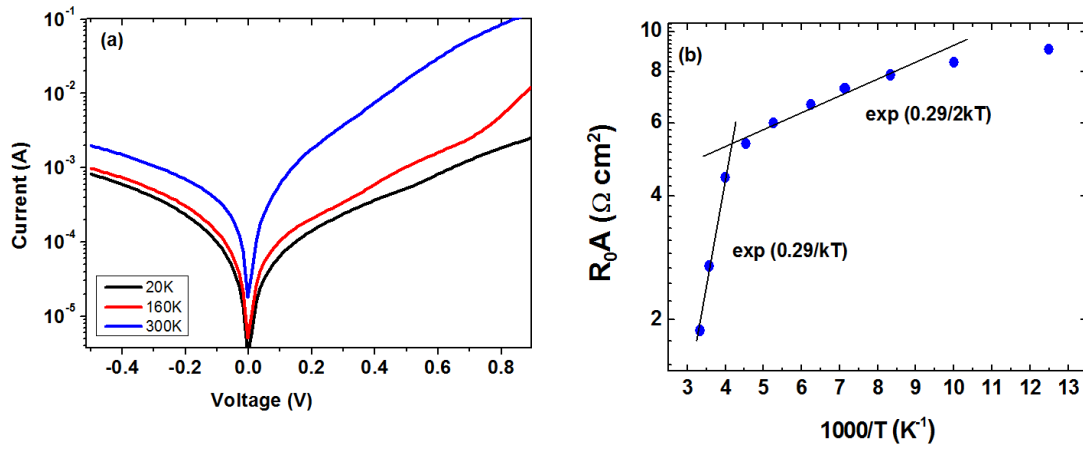 (a)
10⁻¹
10⁻²
10⁻³
10⁻⁴
10⁻⁵
Current (A)
20K
160K
300K
-0.4 -0.2 0.0 0.2 0.4 0.6 0.8
Voltage (V)
(b)
10
8
6
4
2
R₀A (Ω cm²)
exp (0.29/2kT)
exp (0.29/kT)
3 4 5 6 7 8 9 10 11 12 13
1000/T (K⁻¹)